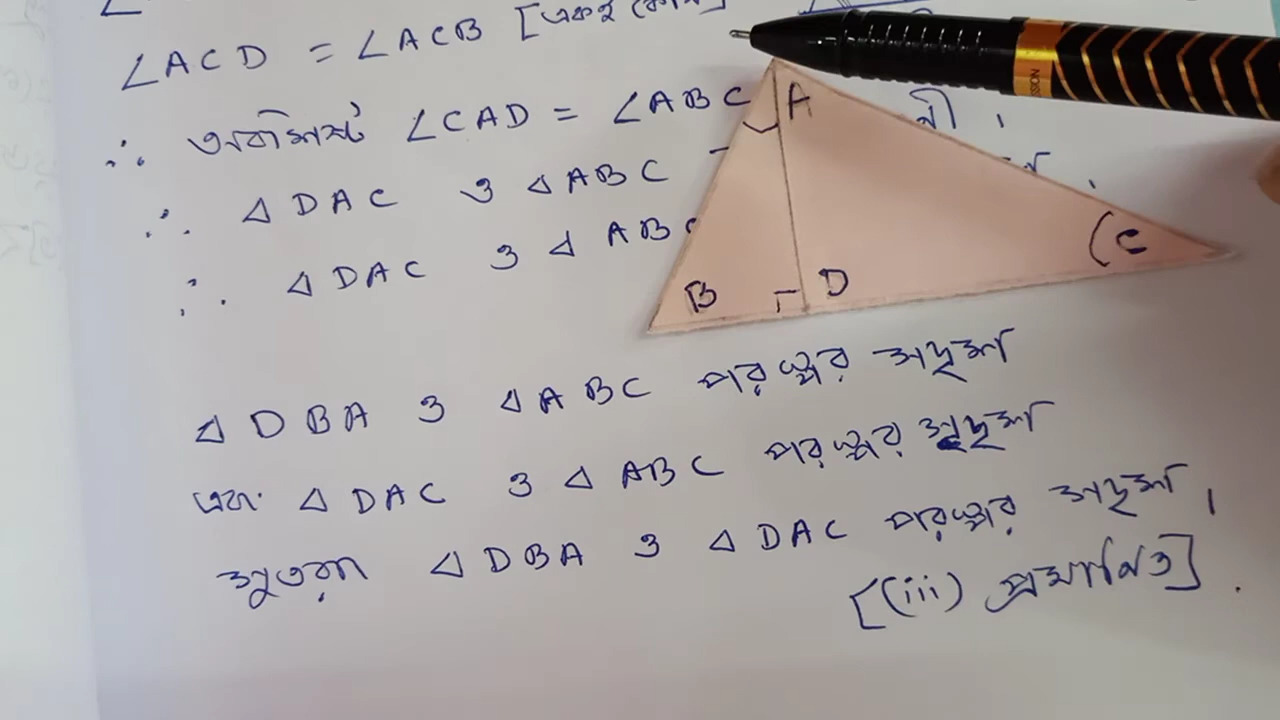 ∠ACD = ∠ACB [একই কোণ]
∴ অবশিষ্ট ∠CAD = ∠ABC
∴ △DAC ও △ABC
∴ △DAC ও △ABC
A
B
D
C
△DBA ও △ABC পরস্পর সদৃশ
এবং △DAC ও △ABC পরস্পর সদৃশ
সুতরাং △DBA ও △DAC পরস্পর সদৃশ।
[(iii) প্রমাণিত].